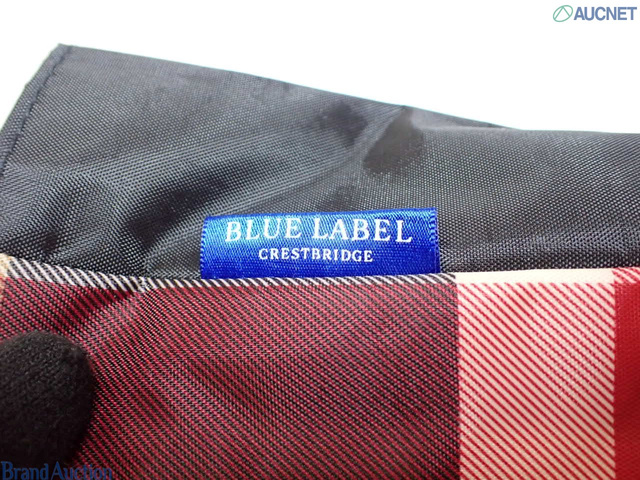 AUCNET
BLUE LABEL
CRESTBRIDGE
Brand Auction